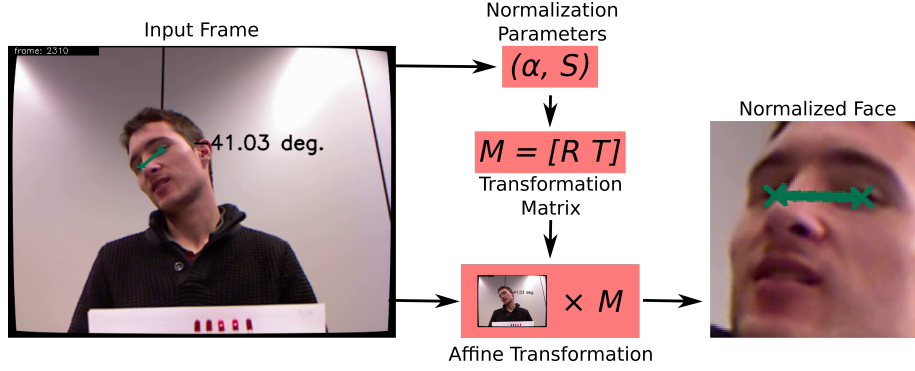 Input Frame
frame: 2310
-41.03 deg.
Normalization
Parameters
(α, S)
M = [R T]
Transformation
Matrix
-41.03 deg.
× M
Affine Transformation
Normalized Face